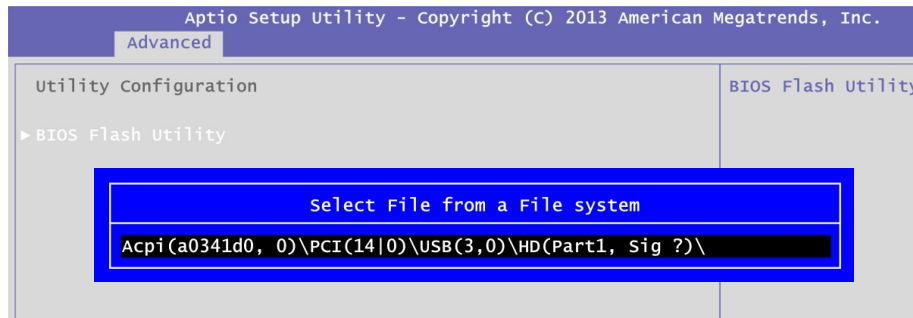 Aptio Setup Utility - Copyright (C) 2013 American Megatrends, Inc.
Advanced
Utility Configuration
BIOS Flash Utility
►BIOS Flash Utility
Select File from a File system
Acpi(a0341d0, 0)\PCI(14|0)\USB(3,0)\HD(Part1, Sig ?)\